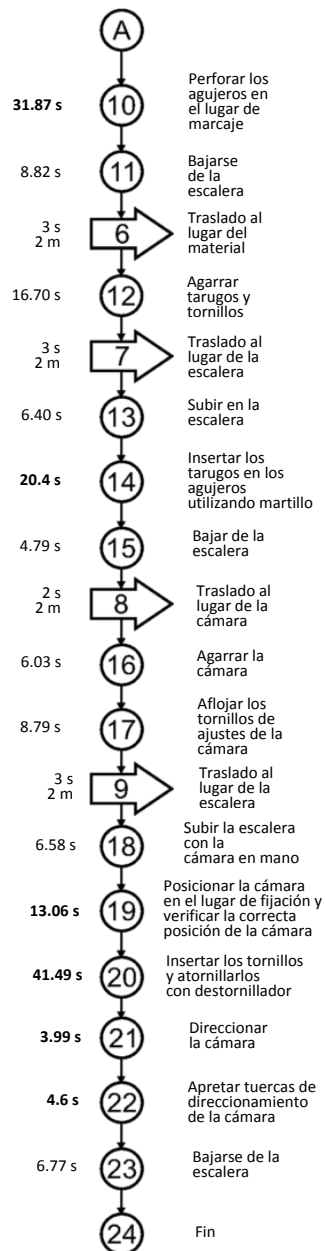 A
31.87 s
10
Perforar los
agujeros en
el lugar de
marcaje
8.82 s
11
Bajarse
de la
escalera
3 s
2 m
6
Traslado al
lugar del
material
16.70 s
12
Agarrar
tarugos y
tornillos
3 s
2 m
7
Traslado al
lugar de la
escalera
6.40 s
13
Subir en la
escalera
20.4 s
14
Insertar los
tarugos en los
agujeros
utilizando martillo
4.79 s
15
Bajar de la
escalera
2 s
2 m
8
Traslado al
lugar de la
cámara
6.03 s
16
Agarrar la
cámara
8.79 s
17
Aflojar los
tornillos de
ajustes de la
cámara
3 s
2 m
9
Traslado al
lugar de la
escalera
6.58 s
18
Subir la escalera
con la
cámara en mano
13.06 s
19
Posicionar la cámara
en el lugar de fijación y
verificar la correcta
posición de la cámara
41.49 s
20
Insertar los tornillos
y atornillarlos
con destornillador
3.99 s
21
Direccionar
la cámara
4.6 s
22
Apretar tuercas de
direccionamiento
de la cámara
6.77 s
23
Bajarse de la
escalera
24
Fin